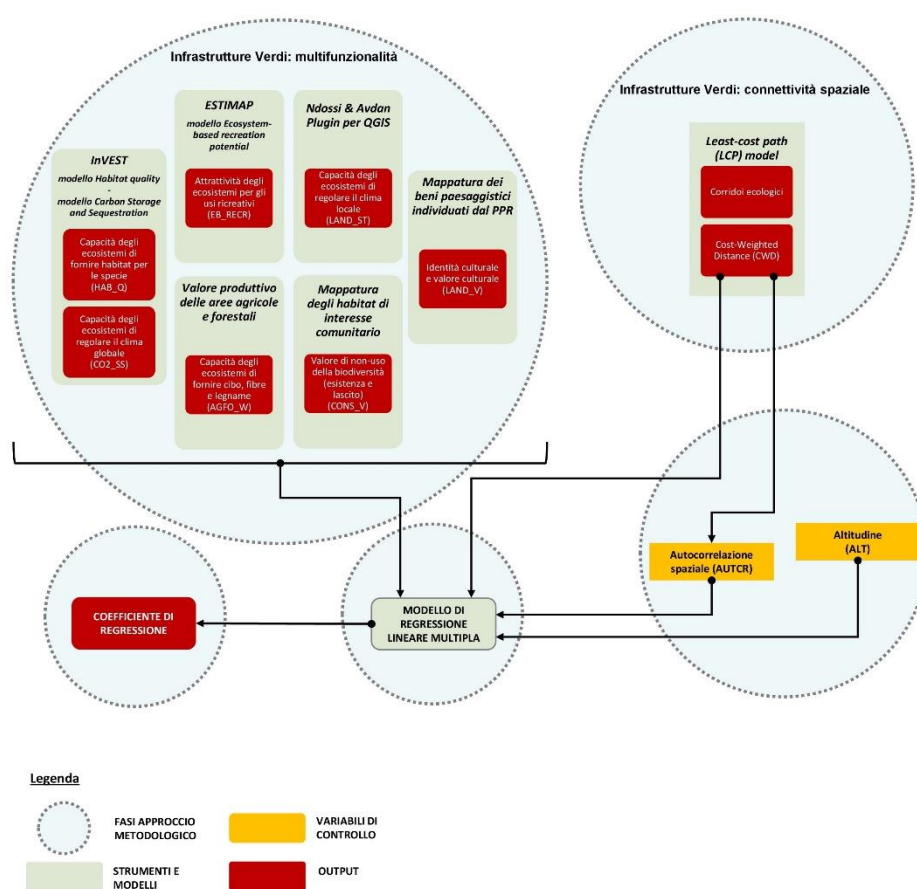 Infrastrutture Verdi: multifunzionalità
InVEST
modello Habitat quality
-
modello Carbon Storage
and Sequestration
Capacità degli
ecosistemi di
fornire habitat per
le specie
(HAB_Q)
Capacità degli
ecosistemi di
regolare il clima
globale
(CO2_SS)
ESTIMAP
modello Ecosystem-
based recreation
potential
Attrattività degli
ecosistemi per gli
usi ricreativi
(EB_RECR)
Ndossi & Avdan
Plugin per QGIS
Capacità degli
ecosistemi di
regolare il clima
locale
(LAND_ST)
Mappatura dei
beni paesaggistici
individuati dal PPR
Identità culturale e
valore culturale
(LAND_V)
Valore produttivo
delle aree agricole
e forestali
Capacità degli
ecosistemi di
fornire cibo, fibre e
legname
(AGFO_W)
Mappatura
degli habitat di
interesse
comunitario
Valore di non-uso
della biodiversità
(esistenza e
lascito)
(CONS_V)
Infrastrutture Verdi: connettività spaziale
Least-cost path
(LCP) model
Corridoi ecologici
Cost-Weighted
Distance (CWD)
Autocorrelazione
spaziale (AUTCR)
Altitudine
(ALT)
MODELLO DI
REGRESSIONE
LINEARE MULTIPLA
COEFFICIENTE DI
REGRESSIONE
Legenda
FASI APPROCCIO
METODOLOGICO
VARIABILI DI
CONTROLLO
STRUMENTI E
MODELLI
OUTPUT